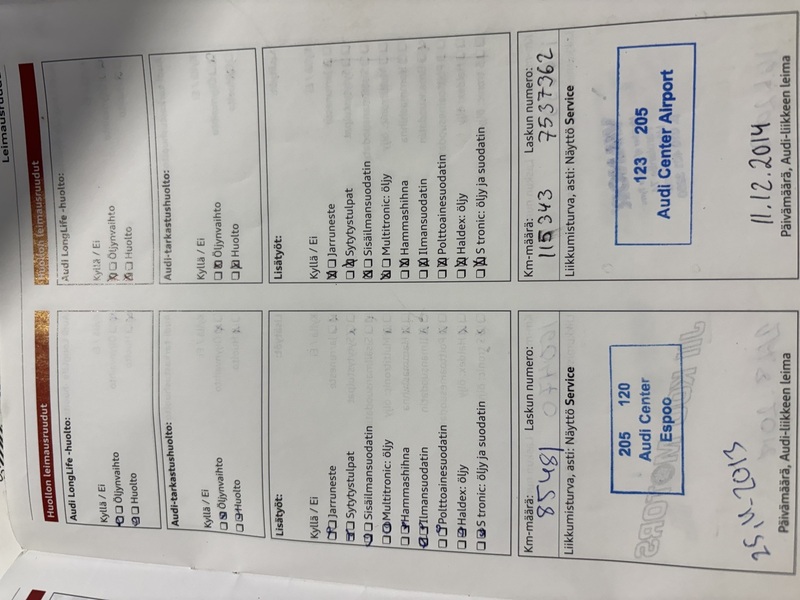 Leimausruudut
Huollon leimausruudut
Audi LongLife -huolto:
Kyllä / Ei
Öljynvaihto
Huolto
Audi-tarkastushuolto:
Kyllä / Ei
Öljynvaihto
Huolto
Lisätyöt:
Kyllä / Ei
Jarruneste
Sytytystulpat
Sisäilmansuodatin
Multitronic: öljy
Hammashihna
Ilmansuodatin
Polttoainesuodatin
Haldex: öljy
S tronic: öljy ja suodatin
Km-määrä: Laskun numero:
85481
Liikkumisturva, asti: Näyttö Service
205 120
Audi Center
Espoo
25.11.2013
Päivämäärä, Audi-liikkeen leima
Huollon leimausruudut
Audi LongLife -huolto:
Kyllä / Ei
Öljynvaihto
Huolto
Audi-tarkastushuolto:
Kyllä / Ei
Öljynvaihto
Huolto
Lisätyöt:
Kyllä / Ei
Jarruneste
Sytytystulpat
Sisäilmansuodatin
Multitronic: öljy
Hammashihna
Ilmansuodatin
Polttoainesuodatin
Haldex: öljy
S tronic: öljy ja suodatin
Km-määrä: Laskun numero:
115343 7537362
Liikkumisturva, asti: Näyttö Service
123 205
Audi Center Airport
11.12.2014
Päivämäärä, Audi-liikkeen leima